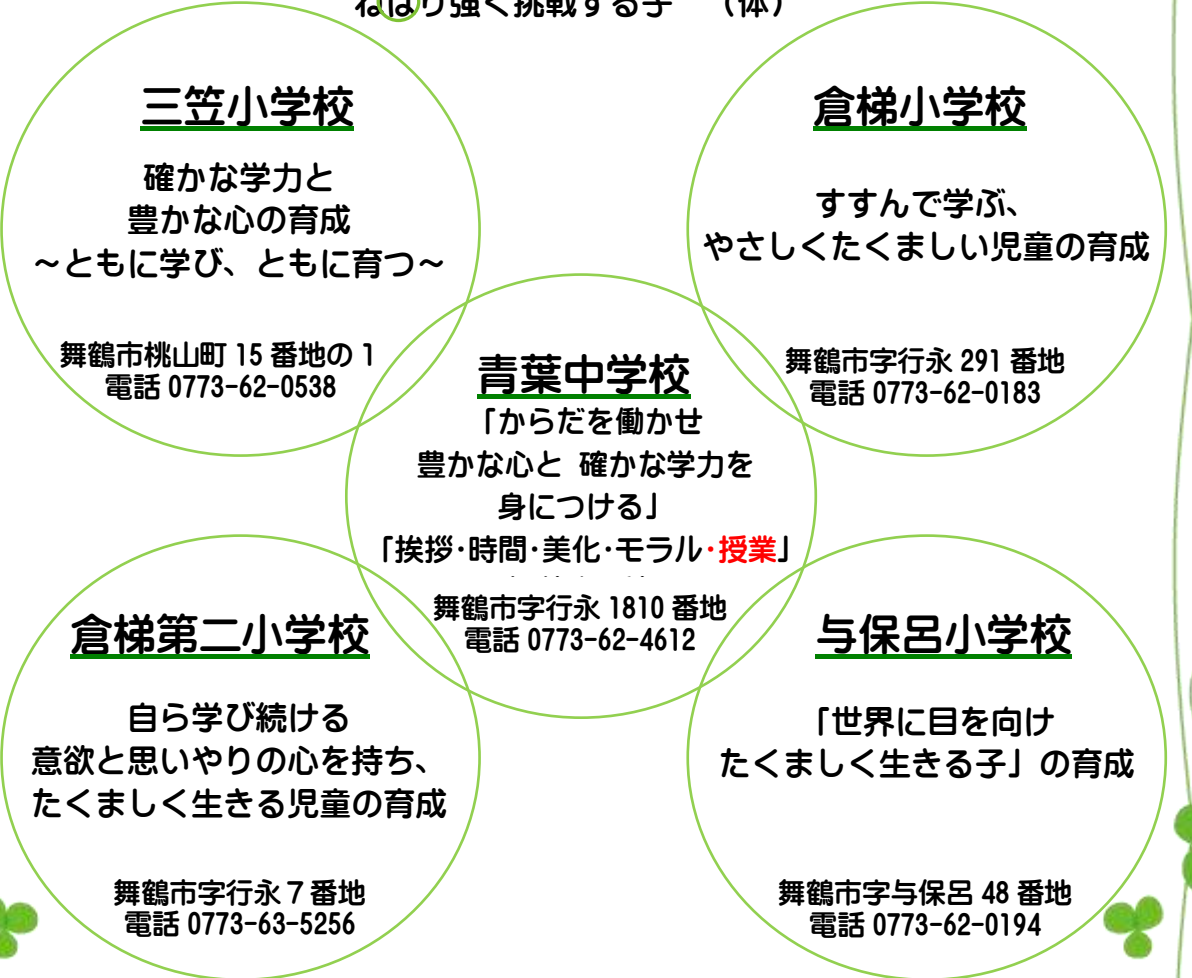 ねばり強く挑戦する子 （体）
三笠小学校
確かな学力と
豊かな心の育成
～ともに学び、ともに育つ～
舞鶴市桃山町 15 番地の 1
電話 0773-62-0538
倉梯小学校
すすんで学ぶ、
やさしくたくましい児童の育成
舞鶴市字行永 291 番地
電話 0773-62-0183
青葉中学校
「からだを働かせ
豊かな心と 確かな学力を
身につける」
「挨拶・時間・美化・モラル・授業」
舞鶴市字行永 1810 番地
電話 0773-62-4612
倉梯第二小学校
自ら学び続ける
意欲と思いやりの心を持ち、
たくましく生きる児童の育成
舞鶴市字行永 7 番地
電話 0773-63-5256
与保呂小学校
「世界に目を向け
たくましく生きる子」の育成
舞鶴市字与保呂 48 番地
電話 0773-62-0194